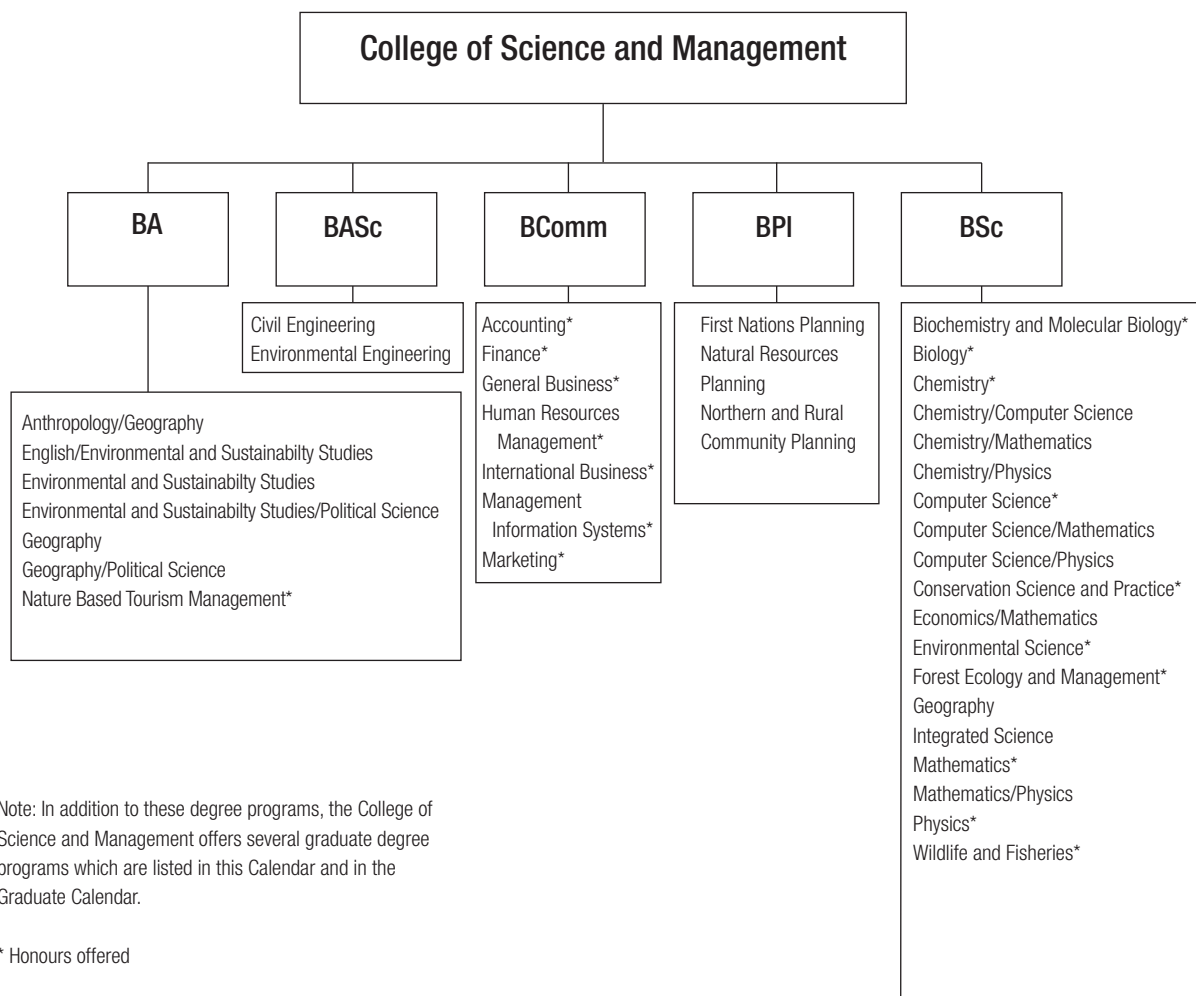 College of Science and Management
BA
BASc
BComm
BPI
BSc
Anthropology/Geography
English/Environmental and Sustainabilty Studies
Environmental and Sustainabilty Studies
Environmental and Sustainabilty Studies/Political Science
Geography
Geography/Political Science
Nature Based Tourism Management*
Civil Engineering
Environmental Engineering
Accounting*
Finance*
General Business*
Human Resources
Management*
International Business*
Management
Information Systems*
Marketing*
First Nations Planning
Natural Resources
Planning
Northern and Rural
Community Planning
Biochemistry and Molecular Biology*
Biology*
Chemistry*
Chemistry/Computer Science
Chemistry/Mathematics
Chemistry/Physics
Computer Science*
Computer Science/Mathematics
Computer Science/Physics
Conservation Science and Practice*
Economics/Mathematics
Environmental Science*
Forest Ecology and Management*
Geography
Integrated Science
Mathematics*
Mathematics/Physics
Physics*
Wildlife and Fisheries*
Note: In addition to these degree programs, the College of
Science and Management offers several graduate degree
programs which are listed in this Calendar and in the
Graduate Calendar.
* Honours offered